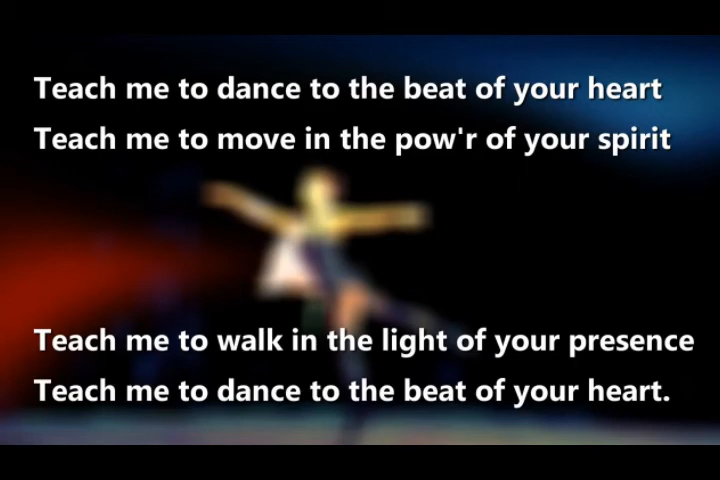 Teach me to dance to the beat of your heart
Teach me to move in the pow'r of your spirit
Teach me to walk in the light of your presence
Teach me to dance to the beat of your heart.